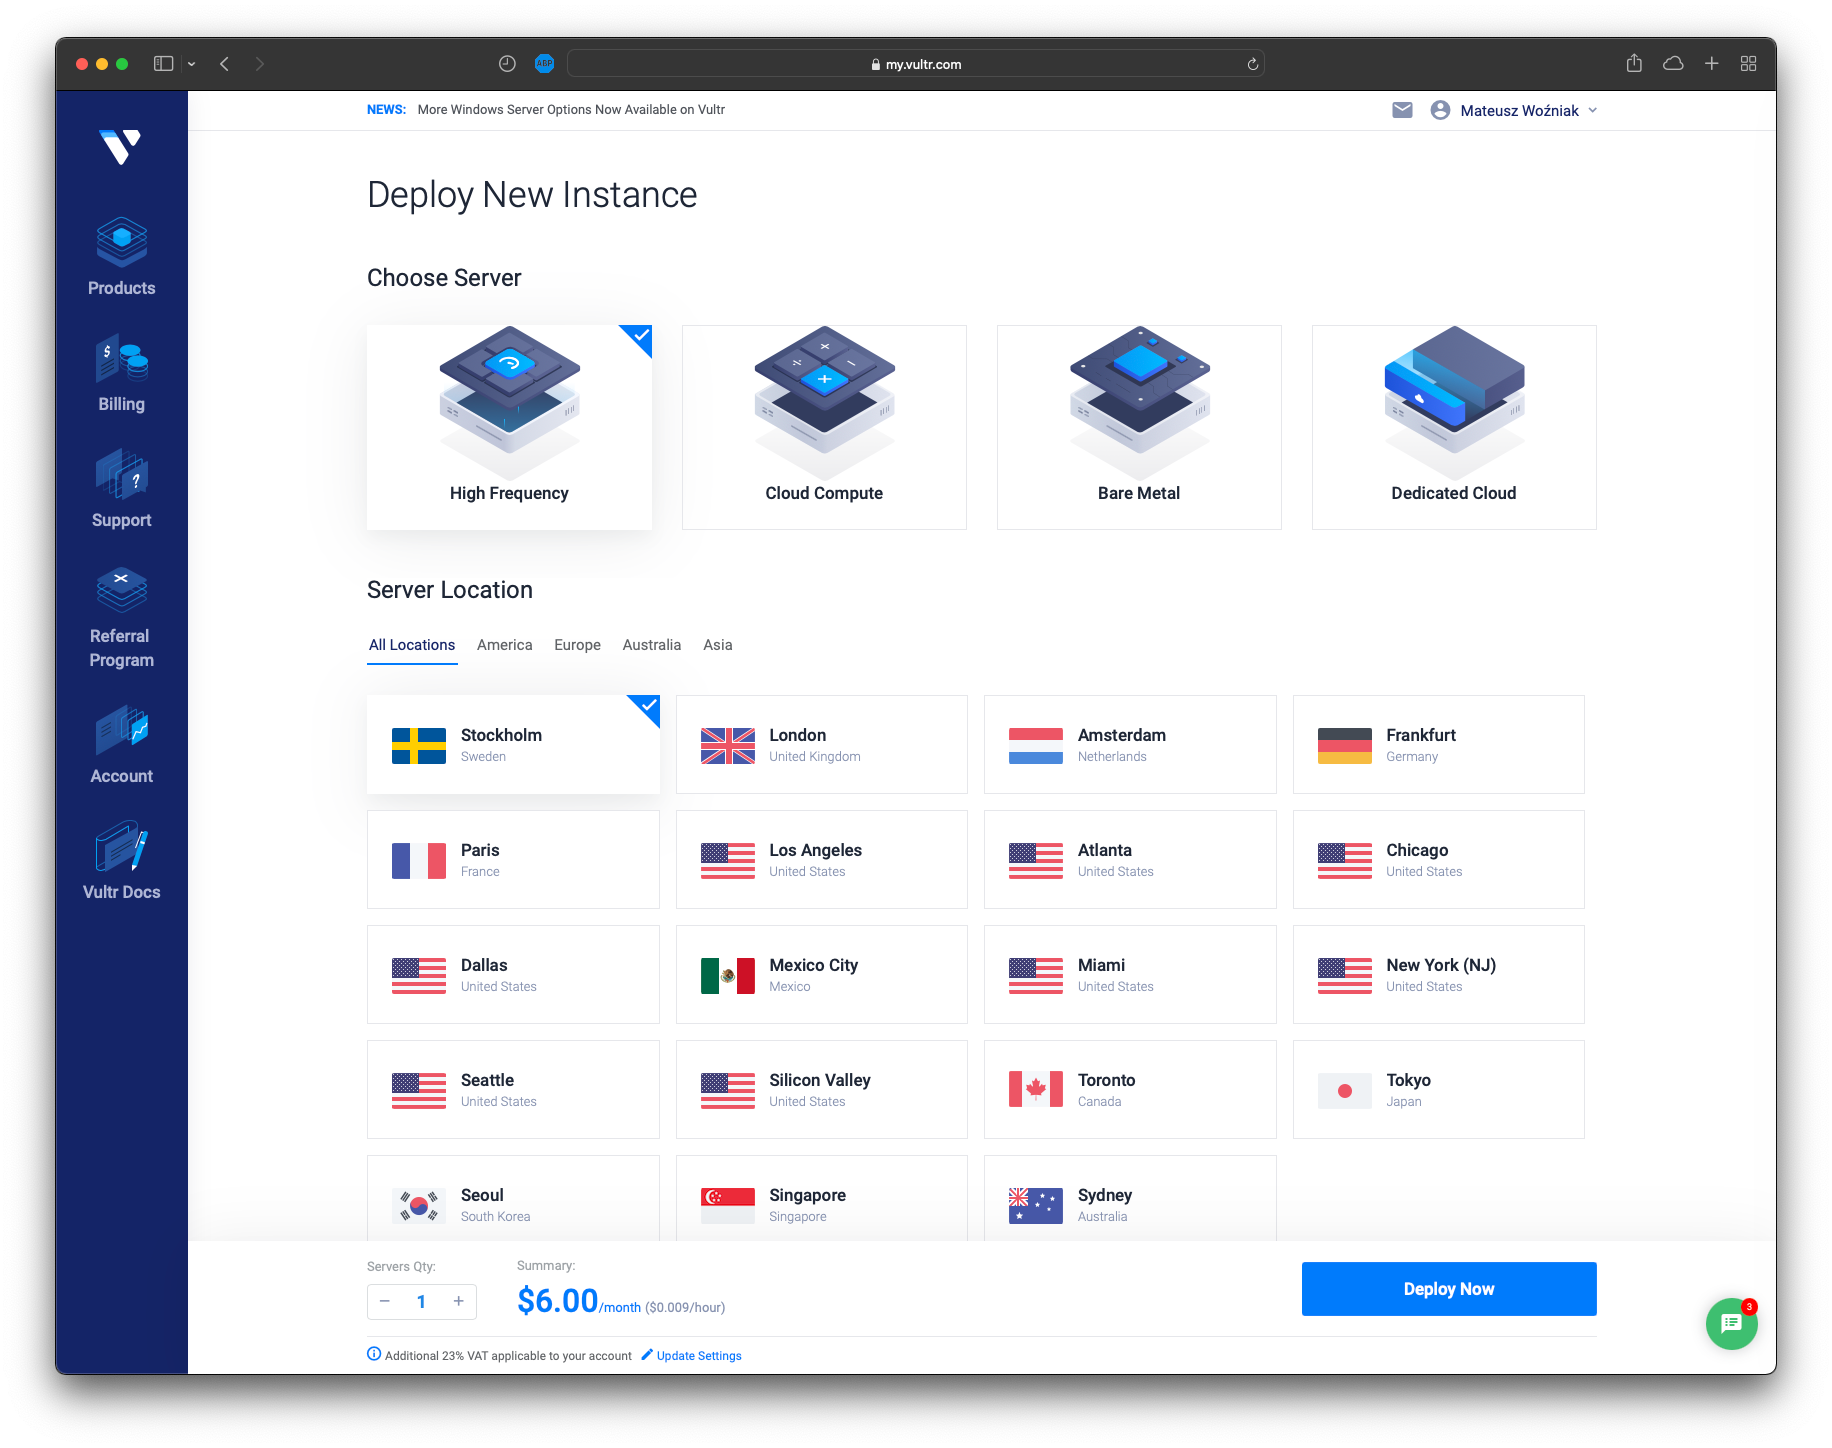 ABP
my.vultr.com
NEWS: More Windows Server Options Now Available on Vultr
Mateusz Woźniak
Products
Billing
Support
Referral
Program
Account
Vultr Docs
Deploy New Instance
Choose Server
High Frequency
Cloud Compute
Bare Metal
Dedicated Cloud
Server Location
All Locations America Europe Australia Asia
Stockholm
Sweden
London
United Kingdom
Amsterdam
Netherlands
Frankfurt
Germany
Paris
France
Los Angeles
United States
Atlanta
United States
Chicago
United States
Dallas
United States
Mexico City
Mexico
Miami
United States
New York (NJ)
United States
Seattle
United States
Silicon Valley
United States
Toronto
Canada
Tokyo
Japan
Seoul
South Korea
Singapore
Singapore
Sydney
Australia
Servers Qty:
− 1 +
Summary:
$6.00/month ($0.009/hour)
Deploy Now
3
Additional 23% VAT applicable to your account Update Settings